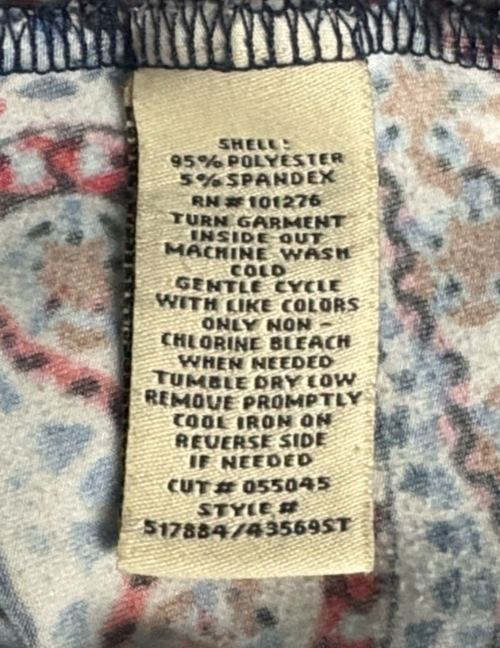 SHELL:
95% POLYESTER
5% SPANDEX
RN # 101276
TURN GARMENT
INSIDE OUT
MACHINE WASH
COLD
GENTLE CYCLE
WITH LIKE COLORS
ONLY NON -
CHLORINE BLEACH
WHEN NEEDED
TUMBLE DRY LOW
REMOVE PROMPTLY
COOL IRON ON
REVERSE SIDE
IF NEEDED
CUT # 055045
STYLE #
517884/43569ST